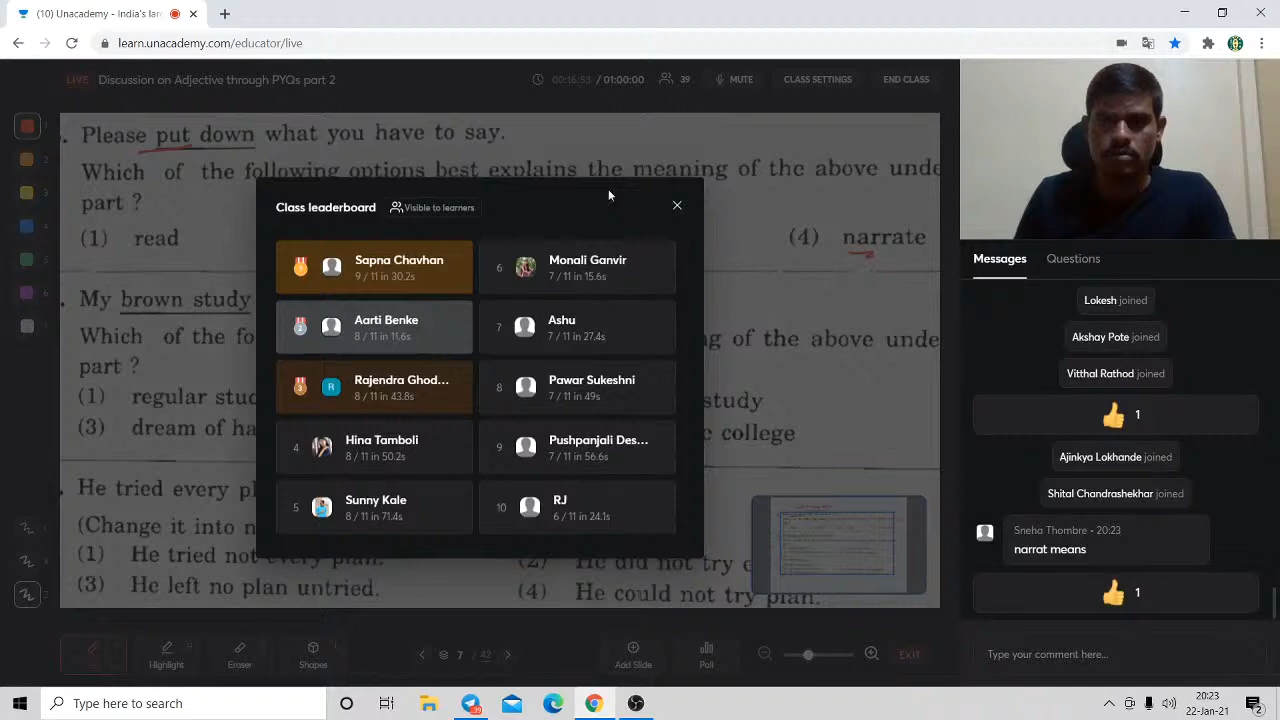 (10) Unacademy - India's lar
learn.unacademy.com/educator/live
LIVE Discussion on Adjective through PYQs part 2
00:16:53 / 01:00:00 39 MUTE CLASS SETTINGS END CLASS
Please put down what you have to say.
Which of the following options best explains the meaning of the above unde
part ?
(1) read
(4) narrate
My brown study
Which of the fo
ng of the above unde
part ?
(1) regular stud
study
(3) dream of ha
c college
He tried every pl
(Change it into n
(1) He tried not every plan.
(2) He did not try
(3) He left no plan untried.
(4) He could not try plan.
Class leaderboard
Visible to learners
Sapna Chavhan
9 / 11 in 30.2s
Aarti Benke
8 / 11 in 11.6s
R
Rajendra Ghod...
8 / 11 in 43.8s
4 Hina Tamboli
8 / 11 in 50.2s
5 Sunny Kale
8 / 11 in 71.4s
6 Monali Ganvir
7 / 11 in 15.6s
7 Ashu
7 / 11 in 27.4s
8 Pawar Sukeshni
7 / 11 in 49s
9 Pushpanjali Des...
7 / 11 in 56.6s
10 RJ
6 / 11 in 24.1s
Messages Questions
Lokesh joined
Akshay Pote joined
Vitthal Rathod joined
1
Ajinkya Lokhande joined
Shital Chandrashekhar joined
Sneha Thombre • 20:23
narrat means
1
Type your comment here...
Highlight Eraser Shapes
7 / 42
Add Slide Poll
EXIT
Type here to search
20:23
22-Jan-21